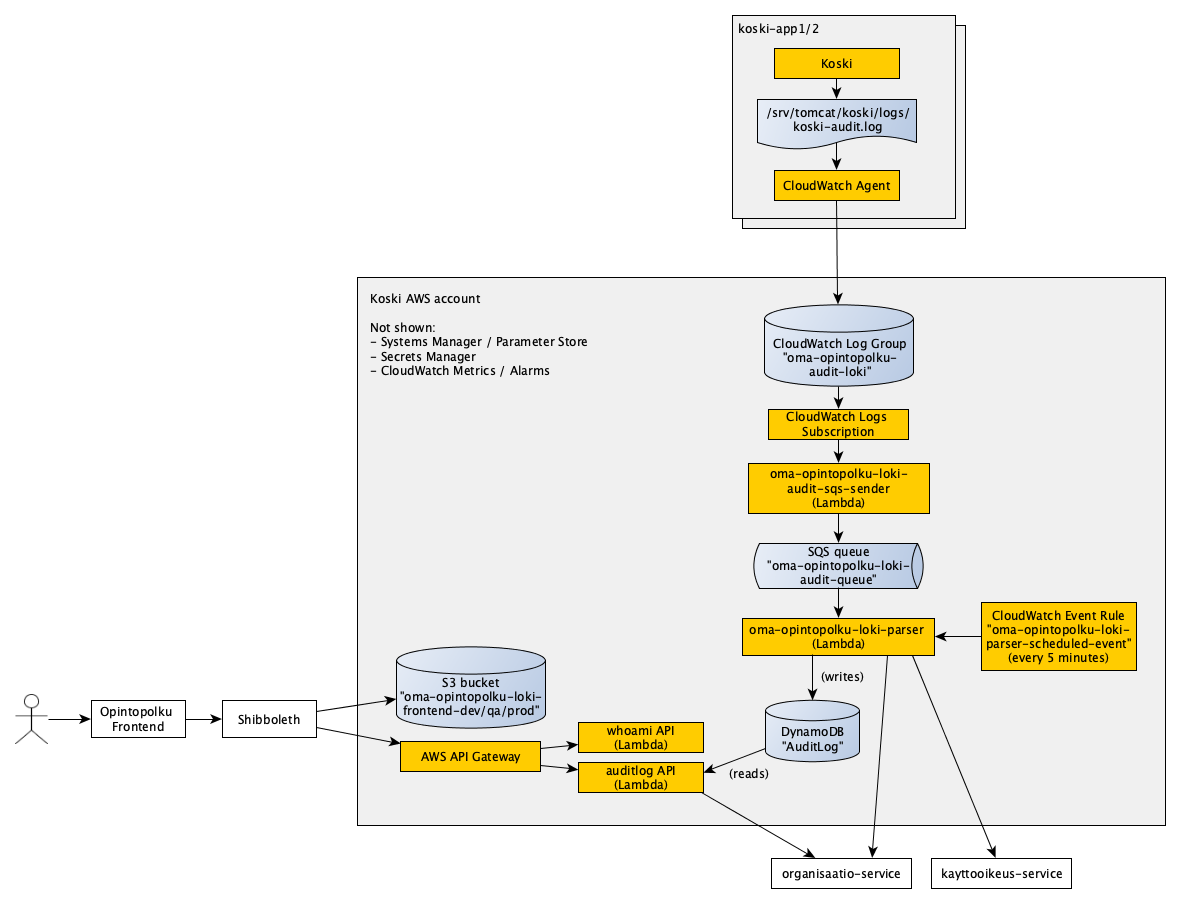 koski-app1/2
Koski
/srv/tomcat/koski/logs/
koski-audit.log
CloudWatch Agent
Koski AWS account
Not shown:
- Systems Manager / Parameter Store
- Secrets Manager
- CloudWatch Metrics / Alarms
CloudWatch Log Group
"oma-opintopolku-
audit-loki"
CloudWatch Logs
Subscription
oma-opintopolku-loki-
audit-sqs-sender
(Lambda)
SQS queue
"oma-opintopolku-loki-
audit-queue"
oma-opintopolku-loki-parser
(Lambda)
CloudWatch Event Rule
"oma-opintopolku-loki-
parser-scheduled-event"
(every 5 minutes)
(writes)
S3 bucket
"oma-opintopolku-loki-
frontend-dev/qa/prod"
Opintopolku
Frontend
Shibboleth
AWS API Gateway
whoami API
(Lambda)
auditlog API
(Lambda)
DynamoDB
"AuditLog"
(reads)
organisaatio-service
kayttooikeus-service